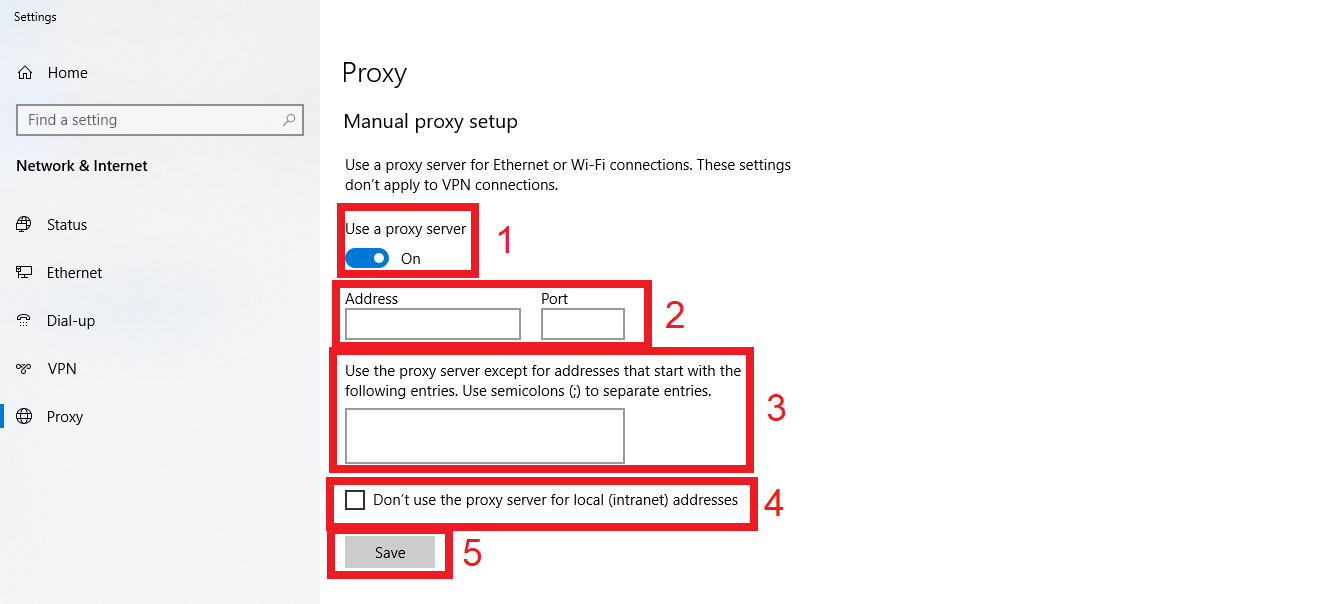 Settings
Home
Find a setting
Network & Internet
Status
Ethernet
Dial-up
VPN
Proxy
Proxy
Manual proxy setup
Use a proxy server for Ethernet or Wi-Fi connections. These settings
don't apply to VPN connections.
Use a proxy server
On
1
Address Port
2
Use the proxy server except for addresses that start with the
following entries. Use semicolons (;) to separate entries.
3
Don't use the proxy server for local (intranet) addresses
4
Save
5